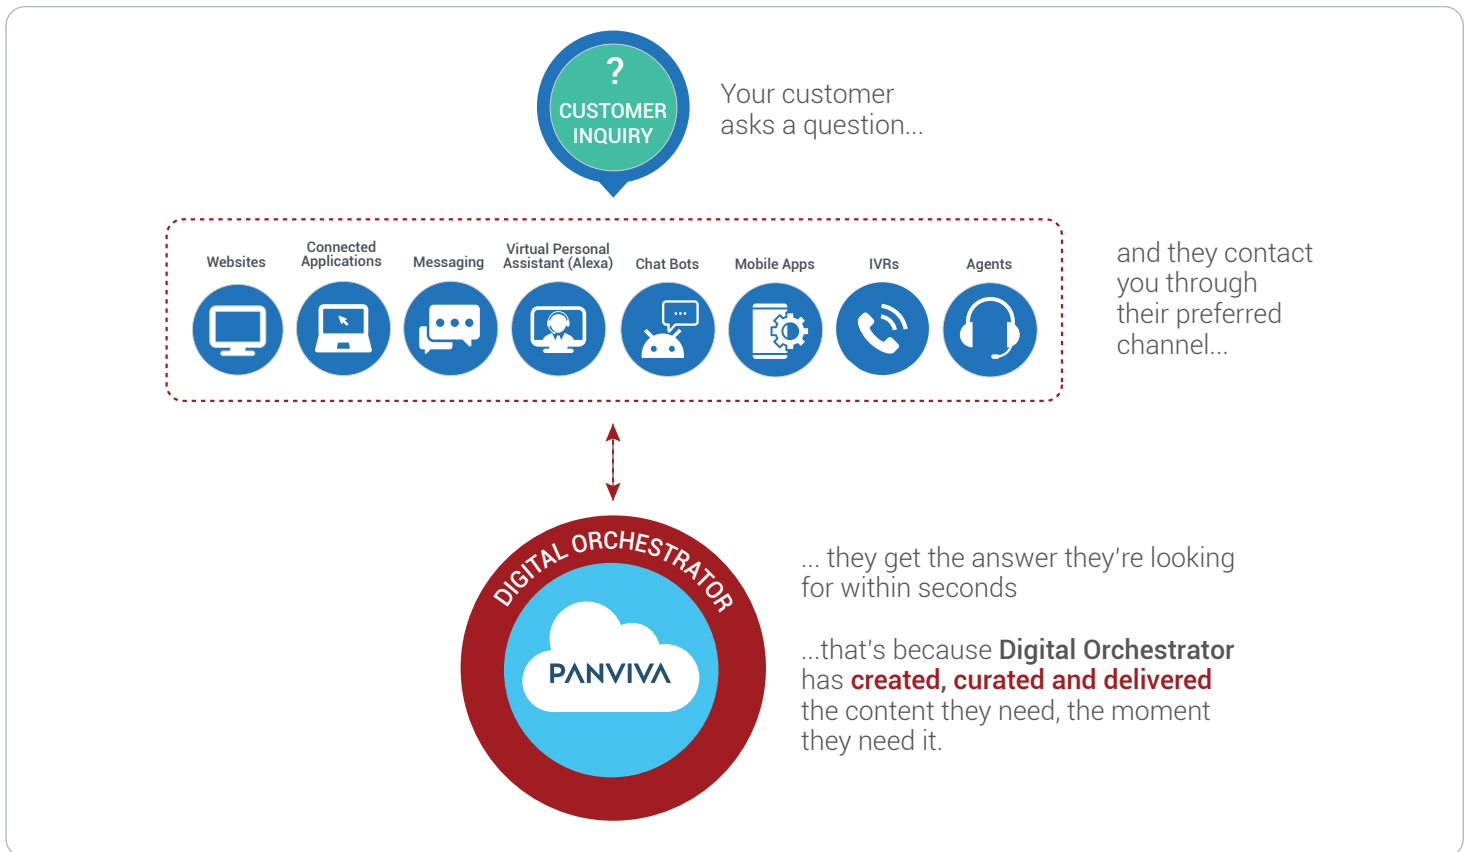 ?
CUSTOMER
INQUIRY
Your customer
asks a question...
Websites
Connected
Applications
Messaging
Virtual Personal
Assistant (Alexa)
Chat Bots
Mobile Apps
IVRs
Agents
and they contact
you through
their preferred
channel...
DIGITAL ORCHESTRATOR
PANVIVA
... they get the answer they're looking
for within seconds
...that's because Digital Orchestrator
has created, curated and delivered
the content they need, the moment
they need it.